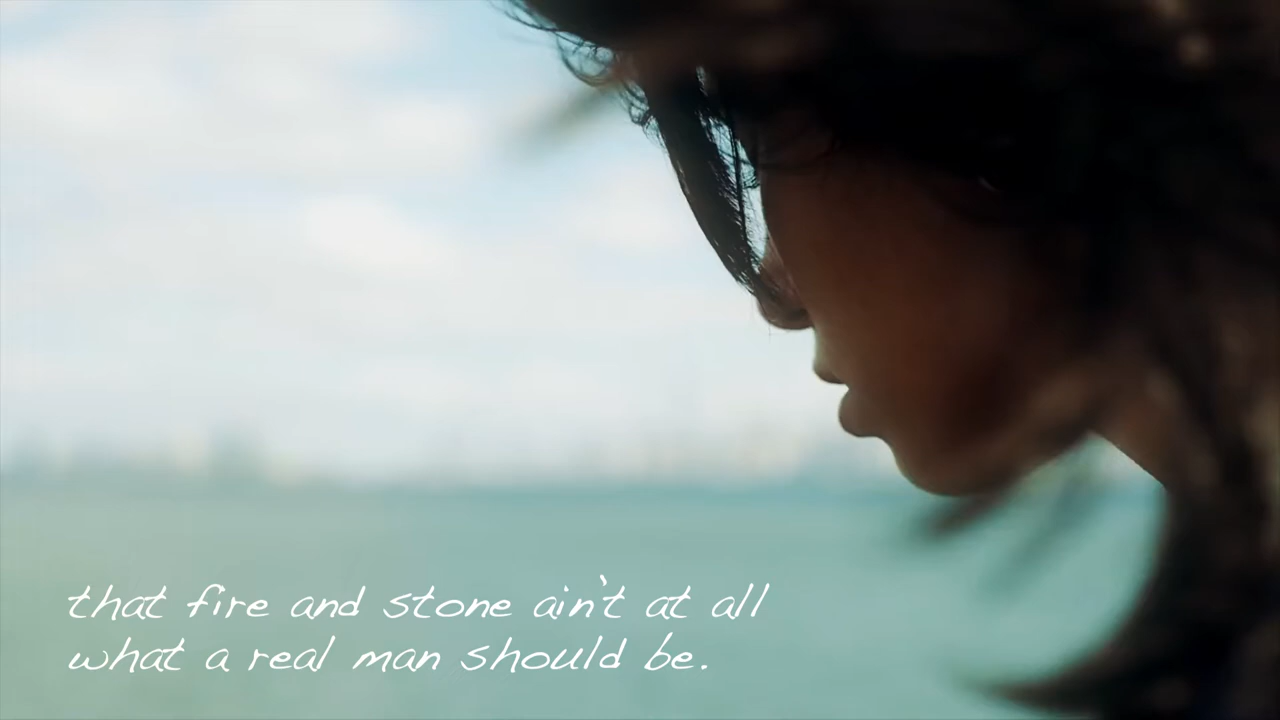 that fire and stone ain't at all
what a real man should be.